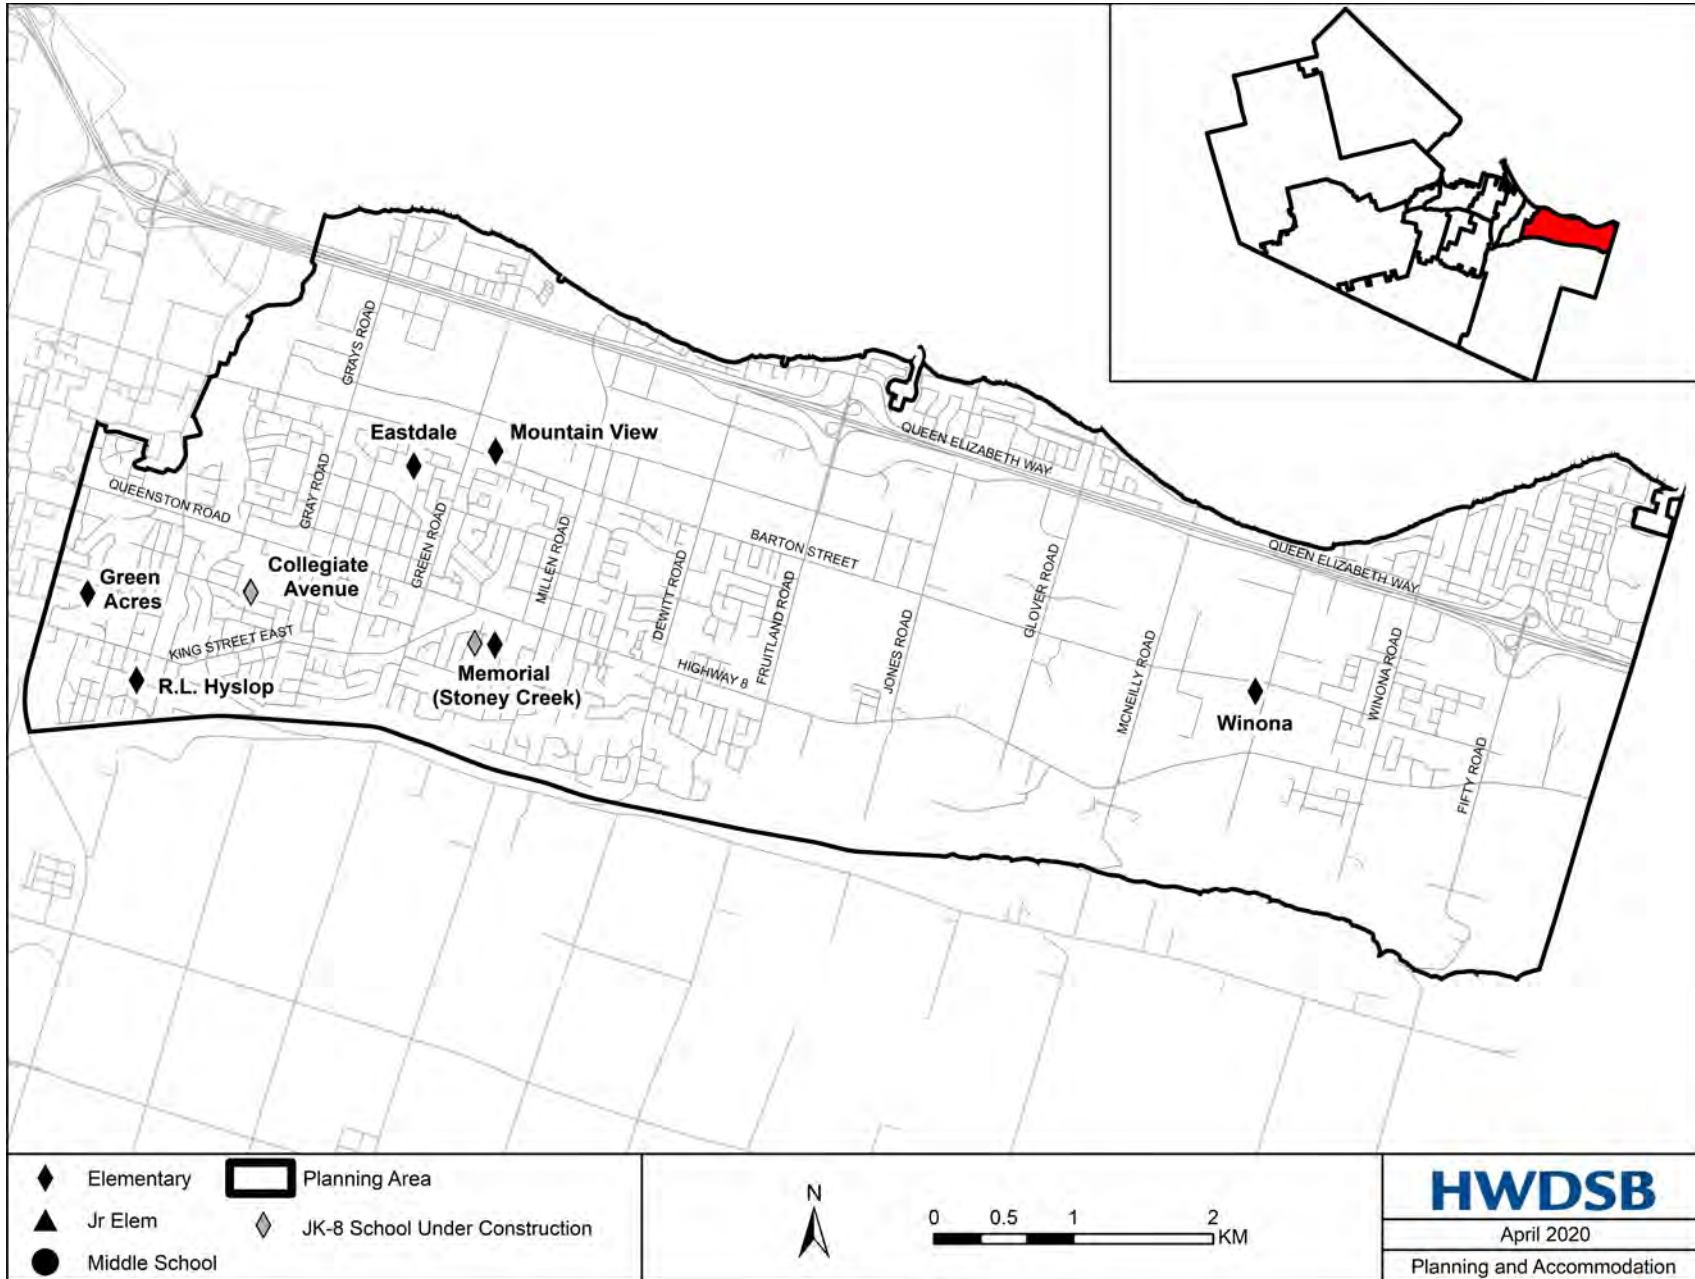 GRAYS ROAD
Eastdale
Mountain View
QUEEN ELIZABETH WAY
QUEENSTON ROAD
GRAY ROAD
GREEN ROAD
MILLEN ROAD
BARTON STREET
QUEEN ELIZABETH WAY
Green
Acres
Collegiate
Avenue
DEWITT ROAD
FRUITLAND ROAD
JONES ROAD
GLOVER ROAD
KING STREET EAST
R.L. Hyslop
Memorial
(Stoney Creek)
HIGHWAY 8
MCNEILLY ROAD
Winona
WINONA ROAD
FIFTY ROAD
Elementary
Planning Area
Jr Elem
JK-8 School Under Construction
Middle School
N
0 0.5 1 2
KM
HWDSB
April 2020
Planning and Accommodation